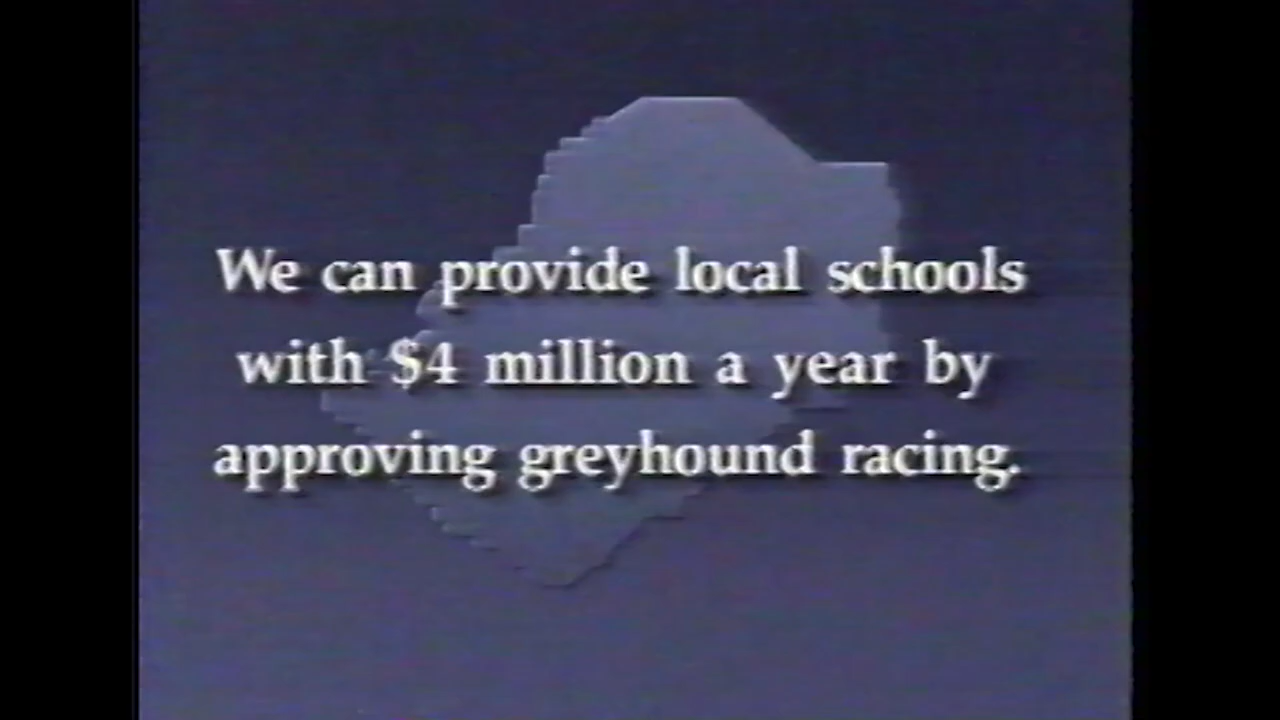 We can provide local schools
with $4 million a year by
approving greyhound racing.